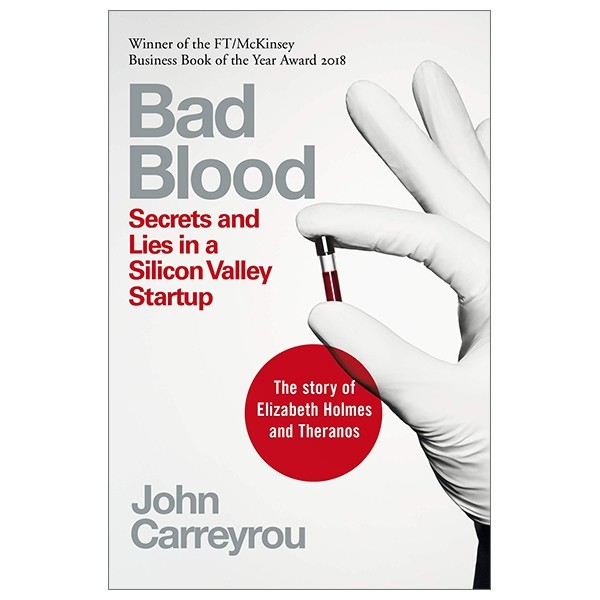 Winner of the FT/McKinsey
Business Book of the Year Award 2018
Bad
Blood
Secrets and
Lies in a
Silicon Valley
Startup
The story of
Elizabeth Holmes
and Theranos
John
Carreyrou